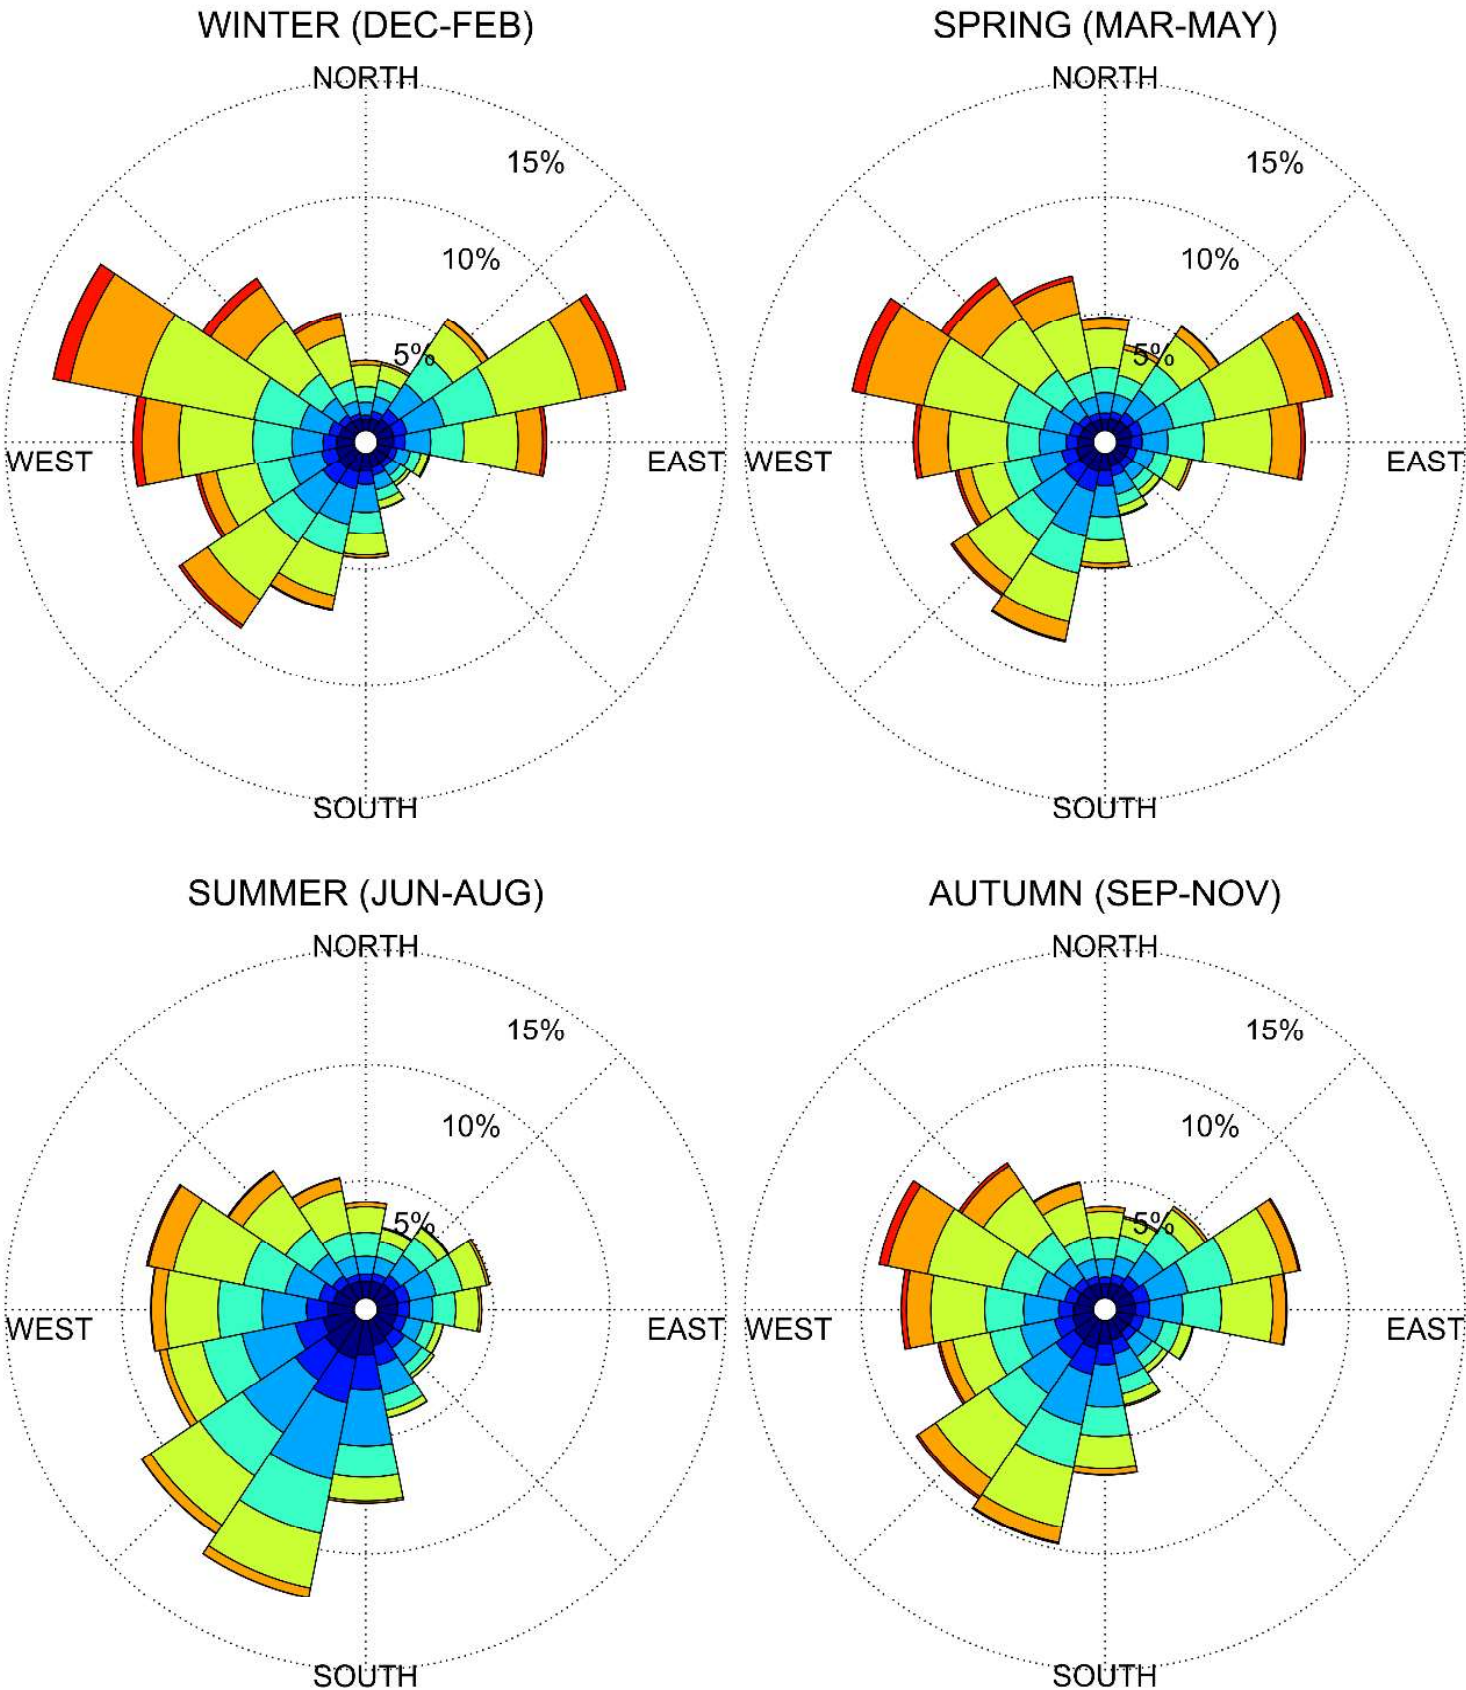 WINTER (DEC-FEB)
NORTH
15%
10%
5%
WEST
EAST
SOUTH
SPRING (MAR-MAY)
NORTH
15%
10%
5%
WEST
EAST
SOUTH
SUMMER (JUN-AUG)
NORTH
15%
10%
5%
WEST
EAST
SOUTH
AUTUMN (SEP-NOV)
NORTH
15%
10%
5%
WEST
EAST
SOUTH